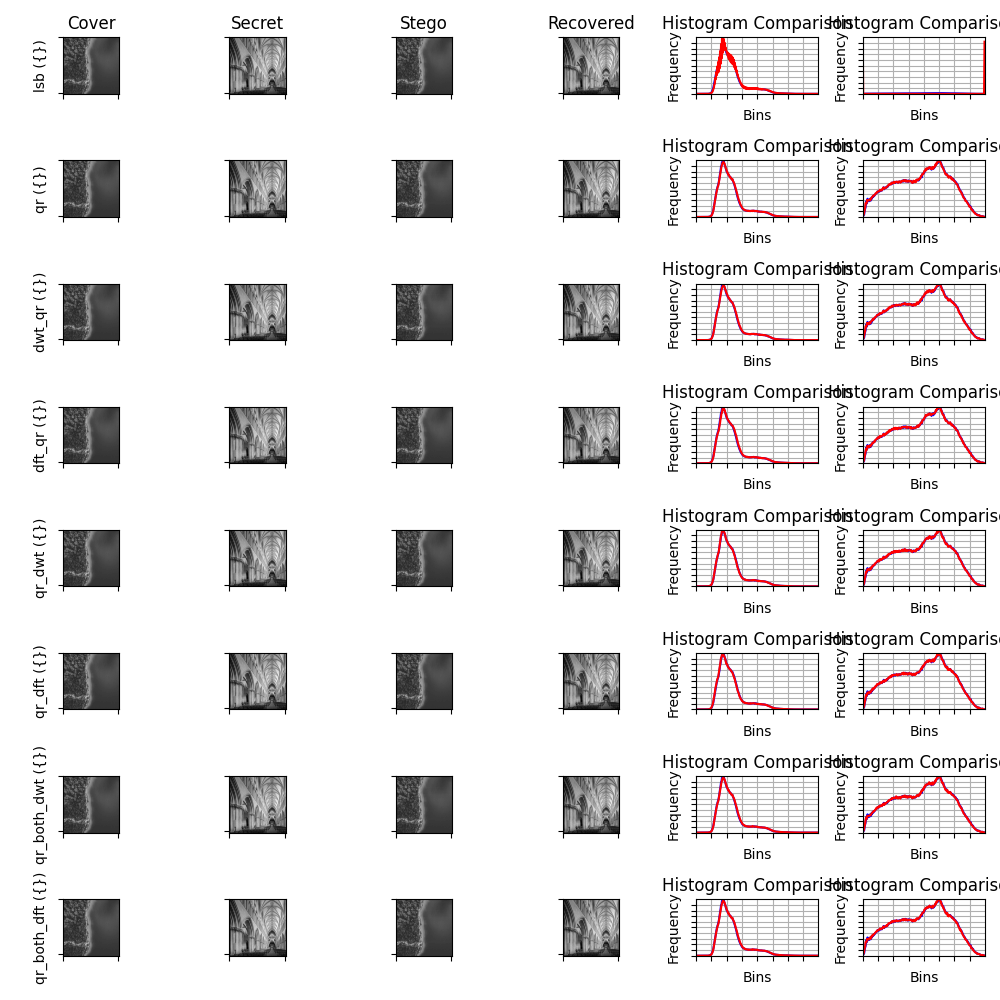 Cover Secret Stego Recovered Histogram Comparison Histogram Comparis
lsb ({}) Frequency Frequency
Bins Bins
Histogram Comparison Histogram Comparis
qr ({}) Frequency Frequency
Bins Bins
Histogram Comparison Histogram Comparis
dwt_qr ({}) Frequency Frequency
Bins Bins
Histogram Comparison Histogram Comparis
dft_qr ({}) Frequency Frequency
Bins Bins
Histogram Comparison Histogram Comparis
qr_dwt ({}) Frequency Frequency
Bins Bins
Histogram Comparison Histogram Comparis
qr_dft ({}) Frequency Frequency
Bins Bins
Histogram Comparison Histogram Comparis
qr_both_dwt ({}) Frequency Frequency
Bins Bins
Histogram Comparison Histogram Comparis
qr_both_dft ({}) Frequency Frequency
Bins Bins